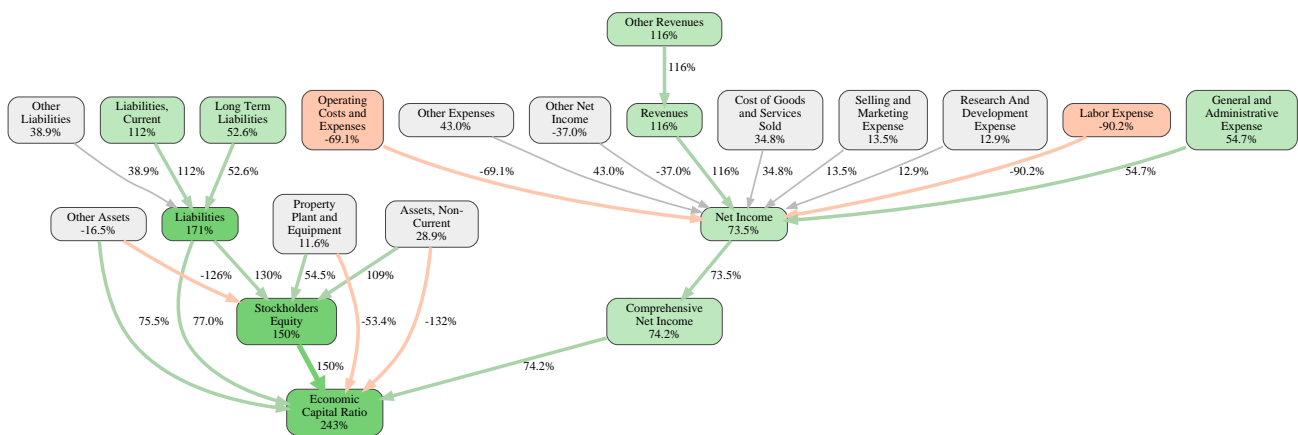 Other Revenues
116%
116%
Other
Liabilities
38.9%
Liabilities,
Current
112%
Long Term
Liabilities
52.6%
Operating
Costs and
Expenses
-69.1%
Other Expenses
43.0%
Other Net
Income
-37.0%
Revenues
116%
Cost of Goods
and Services
Sold
34.8%
Selling and
Marketing
Expense
13.5%
Research And
Development
Expense
12.9%
Labor Expense
-90.2%
General and
Administrative
Expense
54.7%
38.9%
112%
52.6%
-69.1%
43.0%
-37.0%
116%
34.8%
13.5%
12.9%
-90.2%
54.7%
Other Assets
-16.5%
Liabilities
171%
Property
Plant and
Equipment
11.6%
Assets, Non-
Current
28.9%
Net Income
73.5%
-126%
130%
54.5%
109%
73.5%
75.5%
77.0%
Stockholders
Equity
150%
-53.4%
-132%
Comprehensive
Net Income
74.2%
150%
74.2%
Economic
Capital Ratio
243%